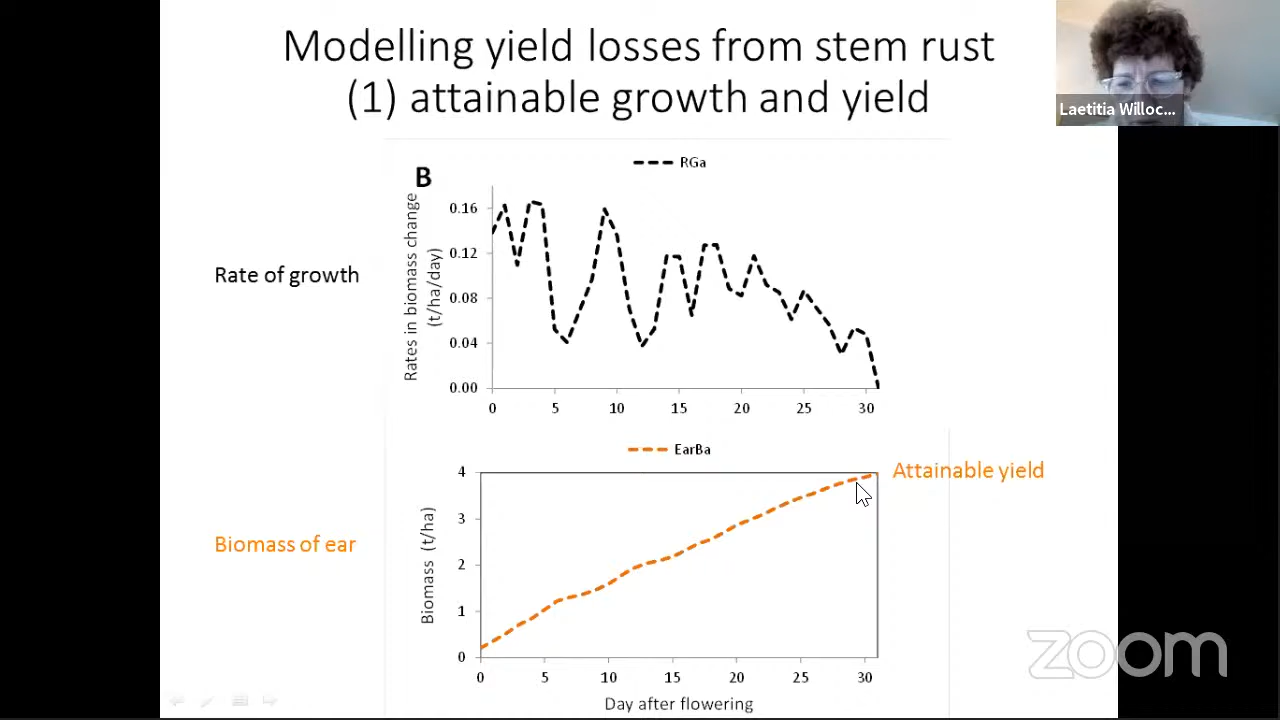 Modelling yield losses from stem rust
(1) attainable growth and yield
Laetitia Willoc...
RGa
B
Rates in biomass change
(t/ha/day)
0.16
0.12
0.08
0.04
0.00
0 5 10 15 20 25 30
Rate of growth
EarBa
Attainable yield
Biomass of ear
Biomass (t/ha)
4
3
2
1
0
0 5 10 15 20 25 30
Day after flowering
zoom